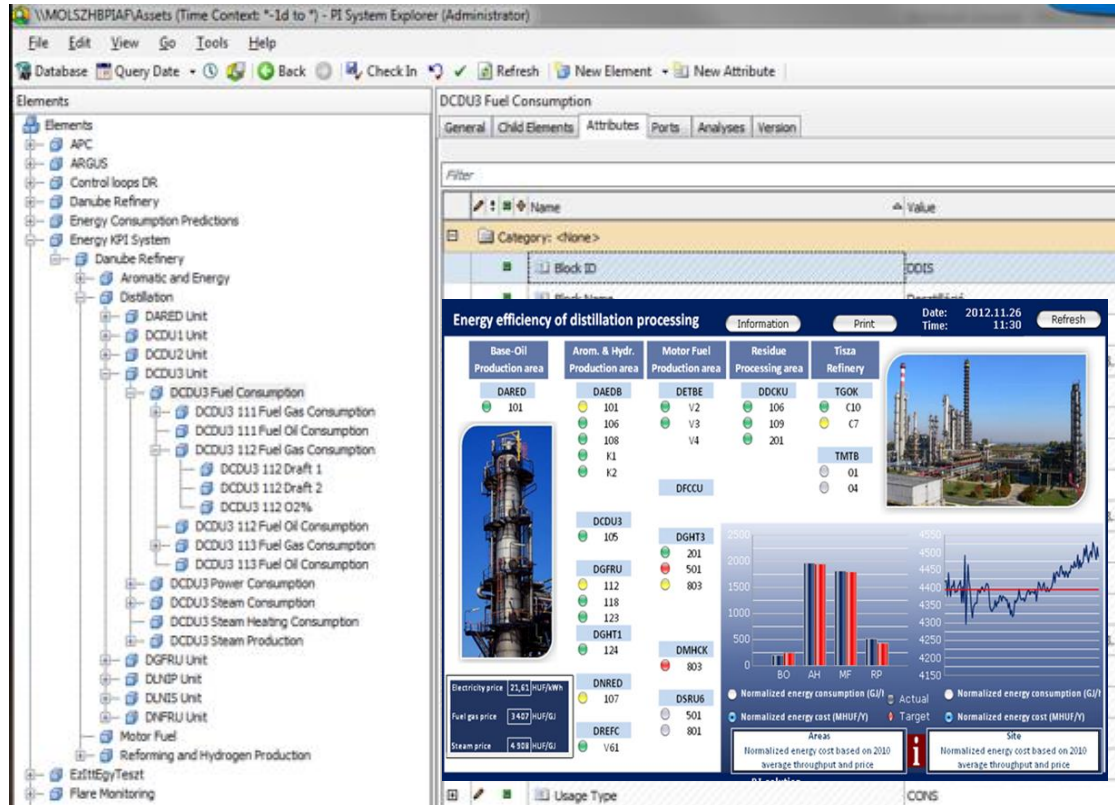 \\MOLSZHBPIAF\Assets (Time Context: *-1d to *) - PI System Explorer (Administrator)
File Edit View Go Tools Help
Database Query Date Back Check In Refresh New Element New Attribute
Elements
Elements
APC
ARGUS
Control loops DR
Danube Refinery
Energy Consumption Predictions
Energy KPI System
Danube Refinery
Aromatic and Energy
Distillation
DARED Unit
DCDU1 Unit
DCDU2 Unit
DCDU3 Unit
DCDU3 Fuel Consumption
DCDU3 111 Fuel Gas Consumption
DCDU3 111 Fuel Oil Consumption
DCDU3 112 Fuel Gas Consumption
DCDU3 112 Draft 1
DCDU3 112 Draft 2
DCDU3 112 O2%
DCDU3 112 Fuel Oil Consumption
DCDU3 113 Fuel Gas Consumption
DCDU3 113 Fuel Oil Consumption
DCDU3 Power Consumption
DCDU3 Steam Consumption
DCDU3 Steam Heating Consumption
DCDU3 Steam Production
DGFRU Unit
DLNIP Unit
DLNIS Unit
DNFRU Unit
Motor Fuel
Reforming and Hydrogen Production
EzIttEgyTeszt
Flare Monitoring
DCDU3 Fuel Consumption
General Child Elements Attributes Ports Analyses Version
Filter
Name Value
Category: <None>
Block ID DDIS
Block Name Desztilláció
Energy efficiency of distillation processing
Information
Print
Date: 2012.11.26
Time: 11:30
Refresh
Base-Oil
Production area
DARED
101
Arom. & Hydr.
Production area
DAEDB
101
106
108
K1
K2
DCDU3
105
DGFRU
112
118
123
DGHT1
124
DNRED
107
DREFC
V61
Motor Fuel
Production area
DETBE
V2
V3
V4
DFCCU
DGHT3
201
501
803
DMHCK
803
DSRU6
501
801
Residue
Processing area
DDCKU
106
109
201
Tisza
Refinery
TGOK
C10
C7
TMTB
01
04
Electricity price 21,61 HUF/kWh
Fuel gas price 3407 HUF/GJ
Steam price 4 508 HUF/GJ
2500
2000
1500
1000
500
0
BO AH MF RP
4550
4500
4450
4400
4350
4300
4250
4200
4150
Normalized energy consumption (GJ/t
Normalized energy cost (MHUF/Y)
Actual
Target
Normalized energy consumption (GJ/t
Normalized energy cost (MHUF/Y)
Areas
Normalized energy cost based on 2010
average throughput and price
i
Site
Normalized energy cost based on 2010
average throughput and price
PI solution
Usage Type CONS